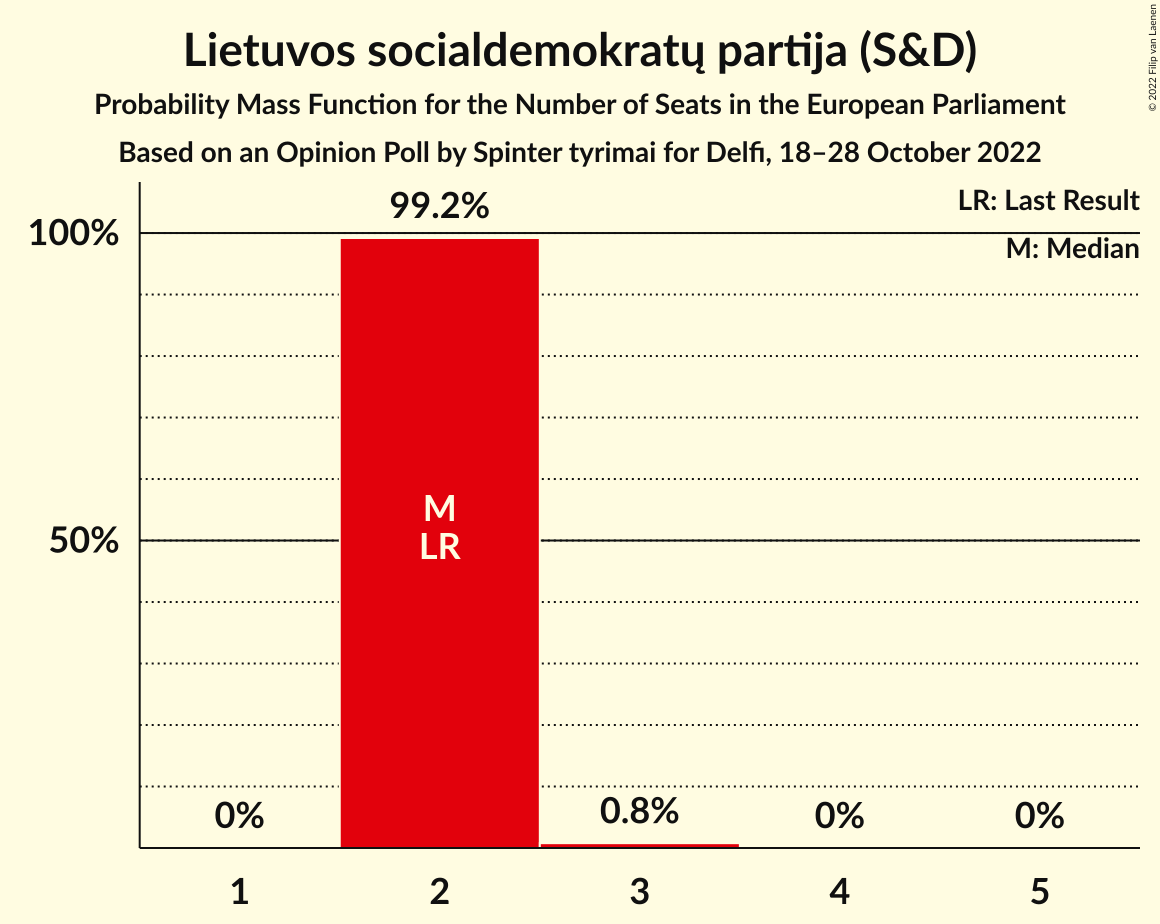 Lietuvos socialdemokratų partija (S&D)
Probability Mass Function for the Number of Seats in the European Parliament
Based on an Opinion Poll by Spinter tyrimai for Delfi, 18–28 October 2022
© 2022 Filip van Laenen
LR: Last Result
M: Median
99.2%
100%
50%
M
LR
0%
0.8%
0%
0%
1
2
3
4
5